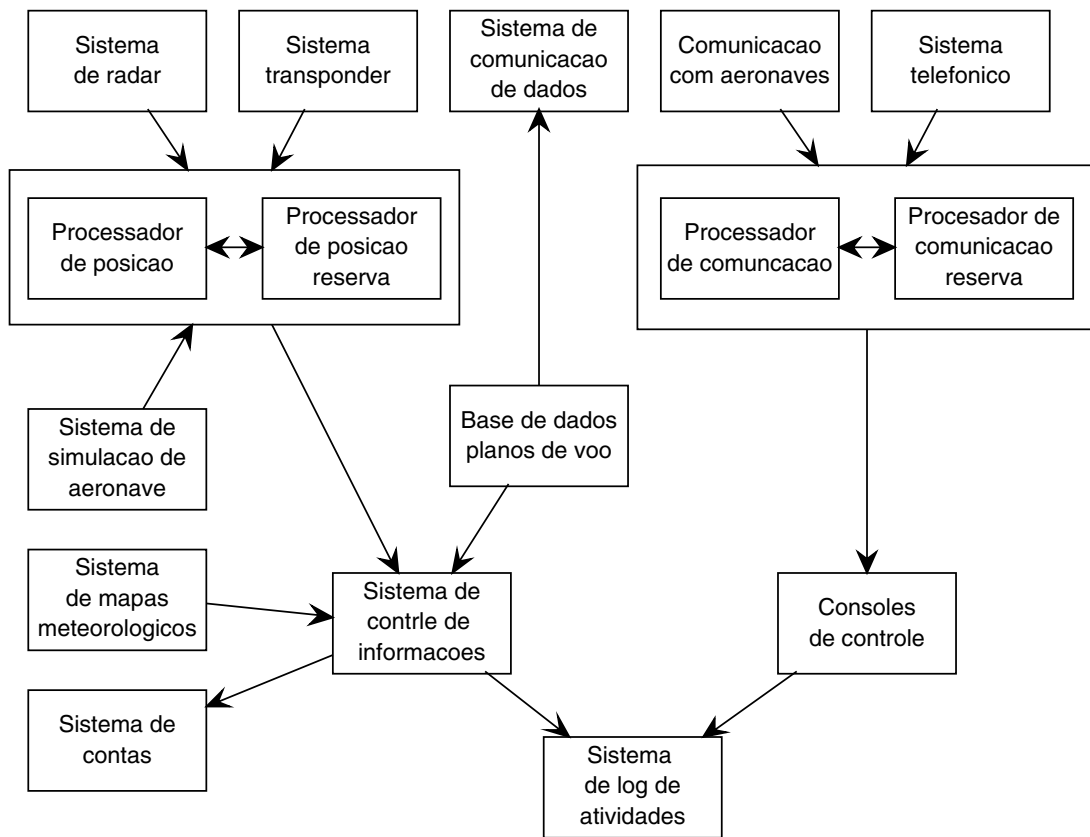 Sistema
de radar
Sistema
transponder
Sistema de
comunicacao
de dados
Comunicacao
com aeronaves
Sistema
telefonico
Processador
de posicao
Processador
de posicao
reserva
Processador
de comuncacao
Procesador de
comunicacao
reserva
Sistema de
simulacao de
aeronave
Base de dados
planos de voo
Sistema
de mapas
meteorologicos
Sistema de
contrle de
informacoes
Consoles
de controle
Sistema de
contas
Sistema
de log de
atividades